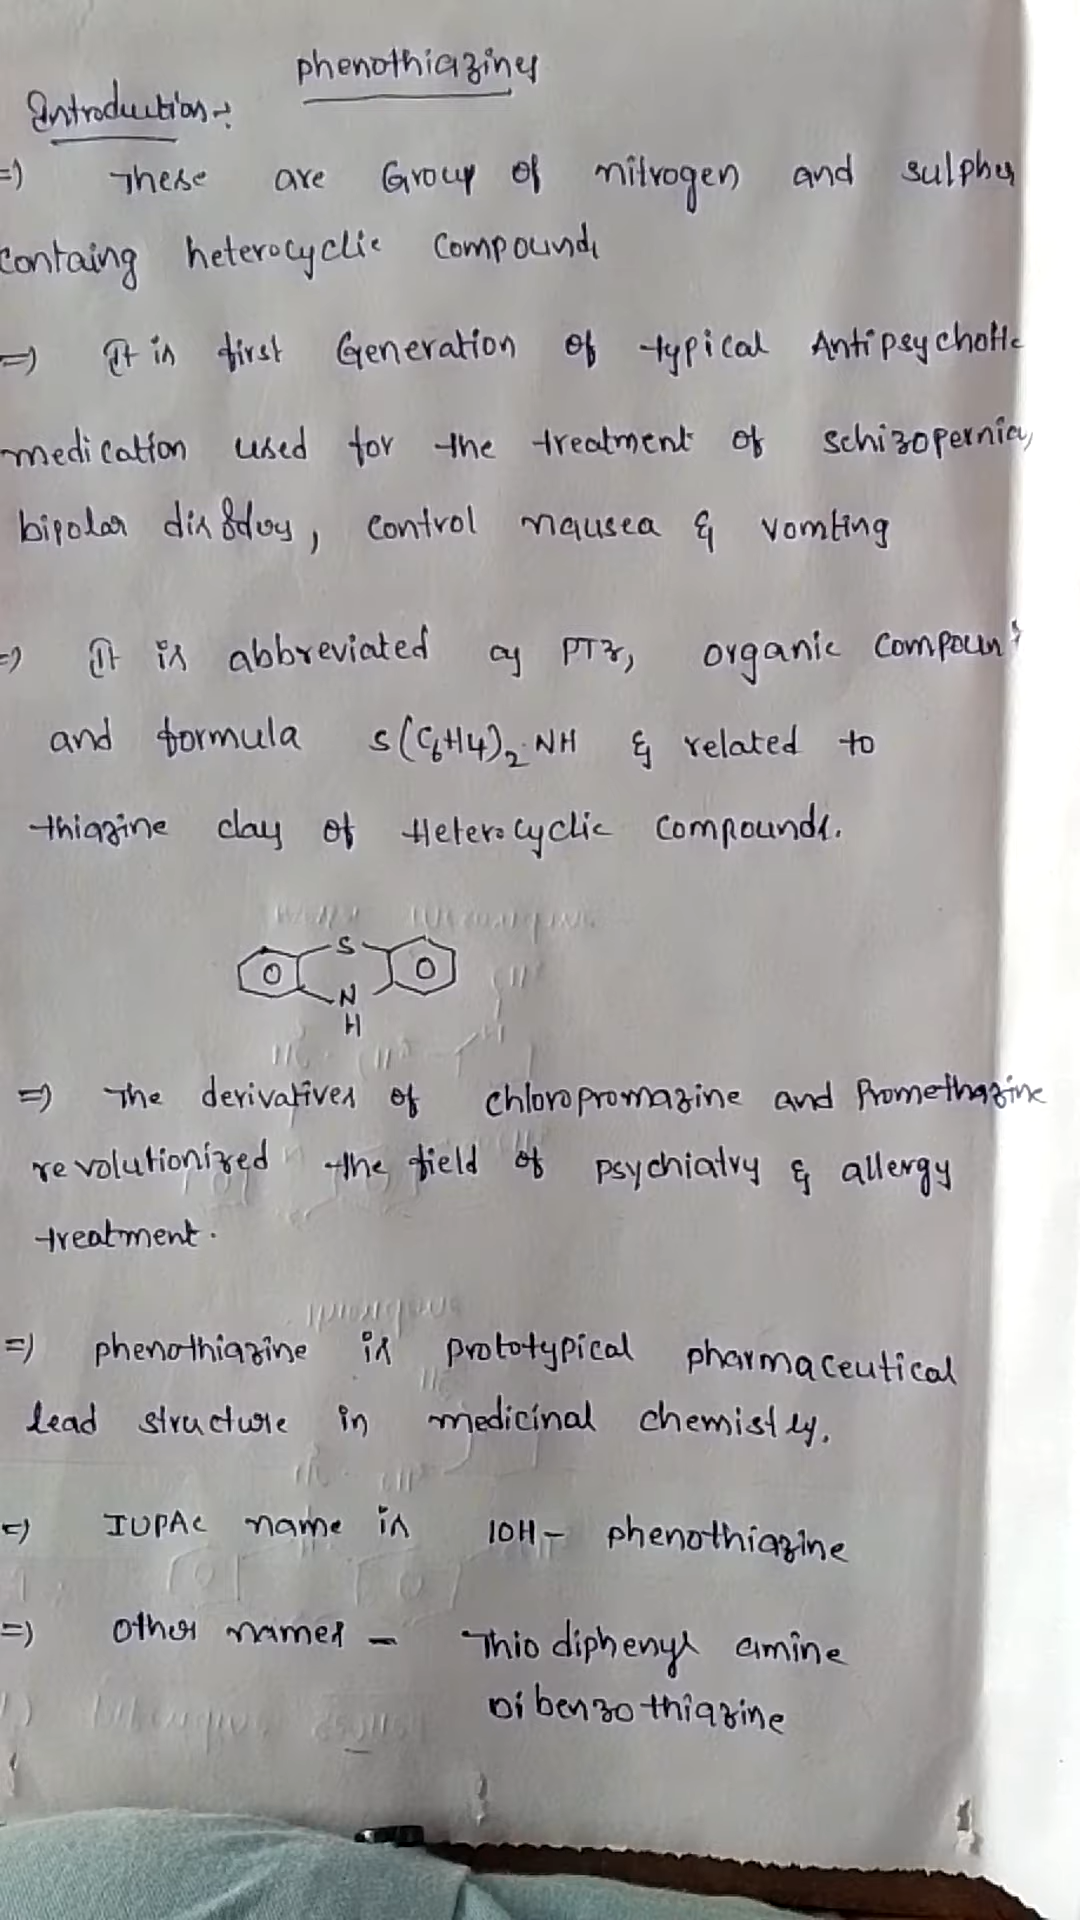 phenothiazines
Introduction:-
=) These are Group of nitrogen and sulphur
containg heterocyclic compounds
=) It is first Generation of typical Antipsychotic
medication used for the treatment of schizopernia,
bipolar disorder, control nausea & vomting
=) It is abbreviated as PTZ, organic compoun
and formula S(C6H4)2.NH & related to
thiazine class of Heterocyclic compounds.
S
N
H
=) The derivatives of chloropromazine and Promethazine
revolutionized the field of psychiatry & allergy
treatment.
=) phenothiazine is prototypical pharmaceutical
lead structure in medicinal chemistry.
=) IUPAC name is 10H- phenothiazine
=) other names - Thio diphenyl amine
Di benzo thiazine